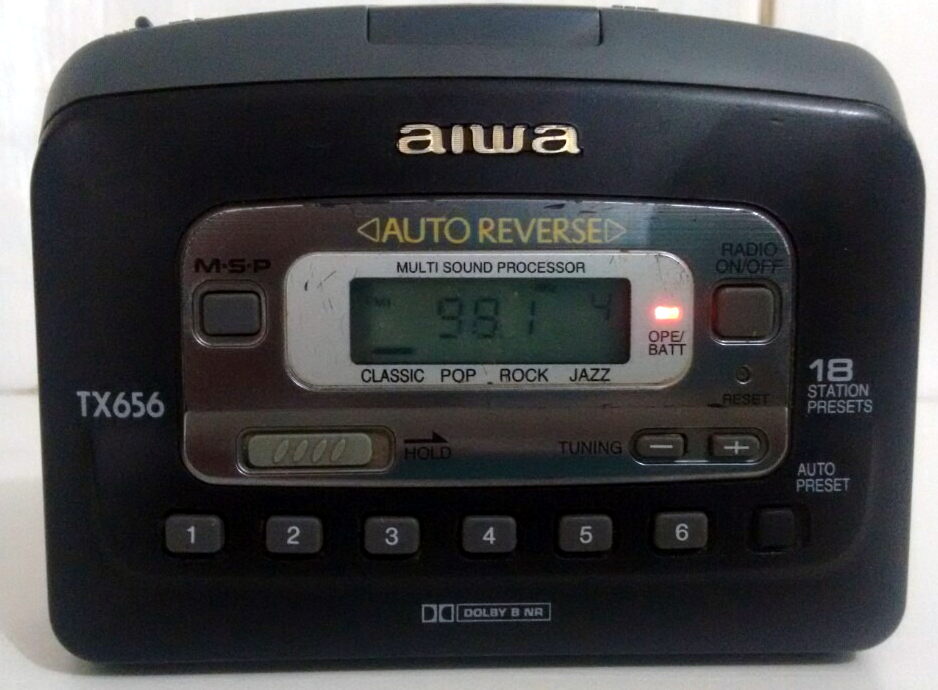 aiwa
◁AUTO REVERSE▷
M·S·P
MULTI SOUND PROCESSOR
RADIO
ON/OFF
98.1 4
OPE/
BATT
CLASSIC POP ROCK JAZZ
RESET
TX656
18
STATION
PRESETS
HOLD
TUNING − +
AUTO
PRESET
1 2 3 4 5 6
DOLBY B NR